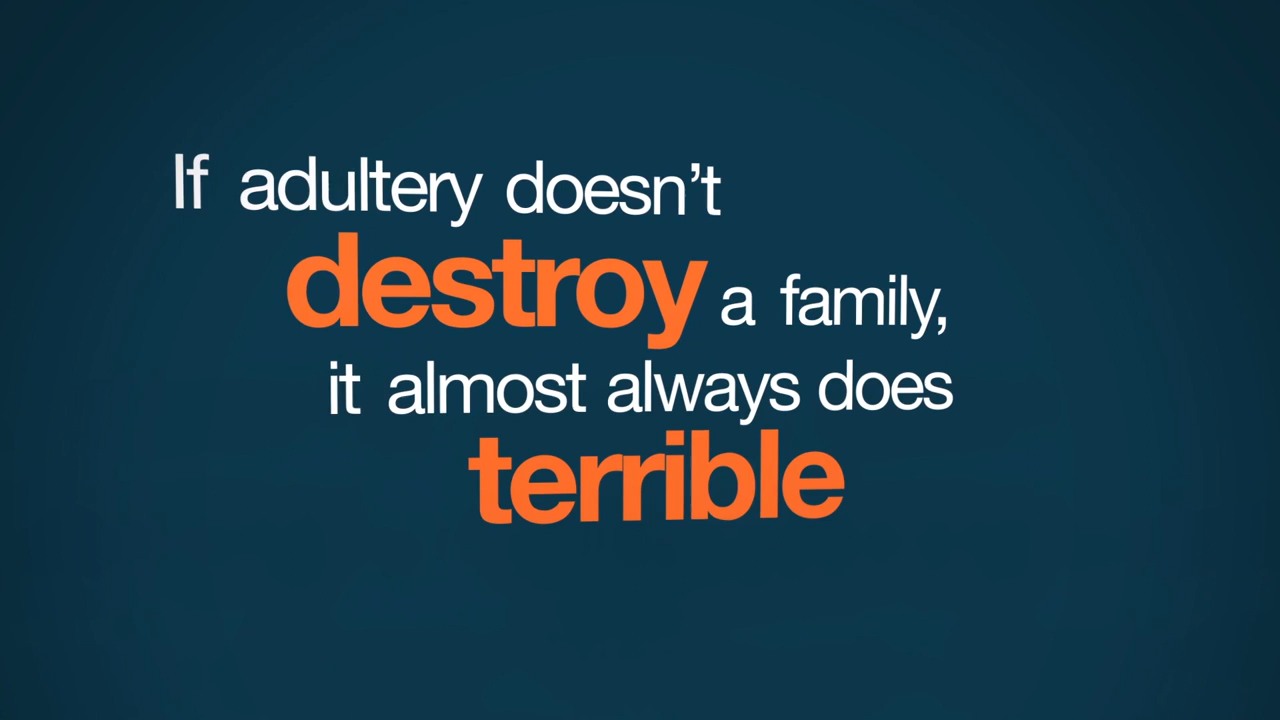 If adultery doesn’t
destroy a family,
it almost always does
terrible